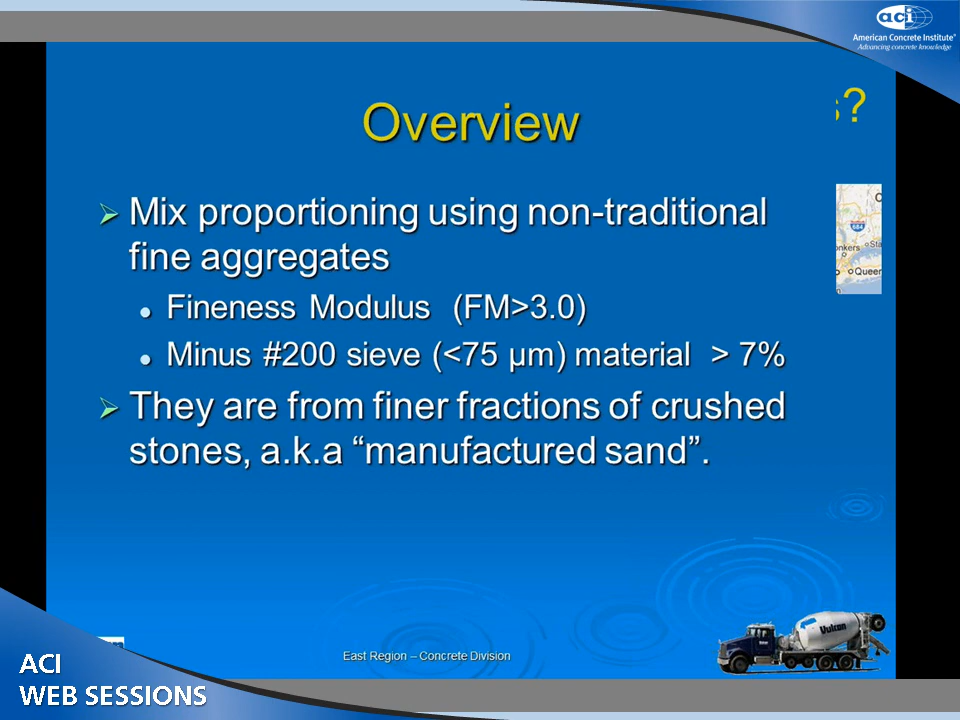 aci
American Concrete Institute®
Advancing concrete knowledge
s?
Overview
Mix proportioning using non-traditional
fine aggregates
Fineness Modulus (FM>3.0)
Minus #200 sieve (<75 µm) material > 7%
They are from finer fractions of crushed
stones, a.k.a “manufactured sand”.
684
onkers
Sta
Queen
Vulcan
East Region – Concrete Division
ACI
WEB SESSIONS